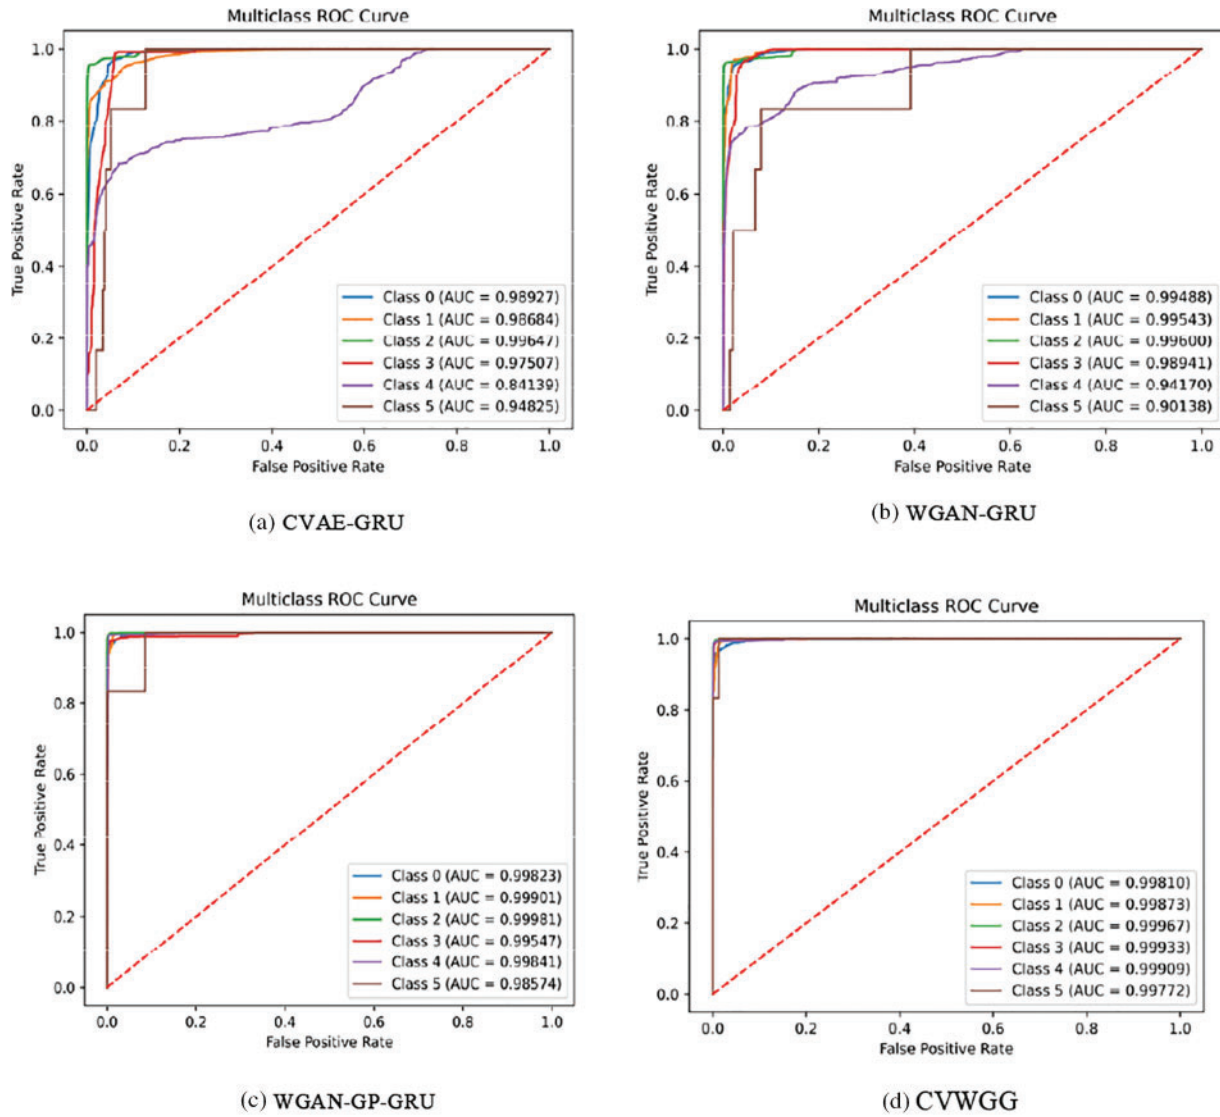 Multiclass ROC Curve
True Positive Rate
1.0
0.8
0.6
0.4
0.2
0.0
Class 0 (AUC = 0.98927)
Class 1 (AUC = 0.98684)
Class 2 (AUC = 0.99647)
Class 3 (AUC = 0.97507)
Class 4 (AUC = 0.84139)
Class 5 (AUC = 0.94825)
0.0 0.2 0.4 0.6 0.8 1.0
False Positive Rate
(a) CVAE-GRU
Multiclass ROC Curve
True Positive Rate
1.0
0.8
0.6
0.4
0.2
0.0
Class 0 (AUC = 0.99488)
Class 1 (AUC = 0.99543)
Class 2 (AUC = 0.99600)
Class 3 (AUC = 0.98941)
Class 4 (AUC = 0.94170)
Class 5 (AUC = 0.90138)
0.0 0.2 0.4 0.6 0.8 1.0
False Positive Rate
(b) WGAN-GRU
Multiclass ROC Curve
True Positive Rate
1.0
0.8
0.6
0.4
0.2
0.0
Class 0 (AUC = 0.99823)
Class 1 (AUC = 0.99901)
Class 2 (AUC = 0.99981)
Class 3 (AUC = 0.99547)
Class 4 (AUC = 0.99841)
Class 5 (AUC = 0.98574)
0.0 0.2 0.4 0.6 0.8 1.0
False Positive Rate
(c) WGAN-GP-GRU
Multiclass ROC Curve
True Positive Rate
1.0
0.8
0.6
0.4
0.2
0.0
Class 0 (AUC = 0.99810)
Class 1 (AUC = 0.99873)
Class 2 (AUC = 0.99967)
Class 3 (AUC = 0.99933)
Class 4 (AUC = 0.99909)
Class 5 (AUC = 0.99772)
0.0 0.2 0.4 0.6 0.8 1.0
False Positive Rate
(d) CVWGG